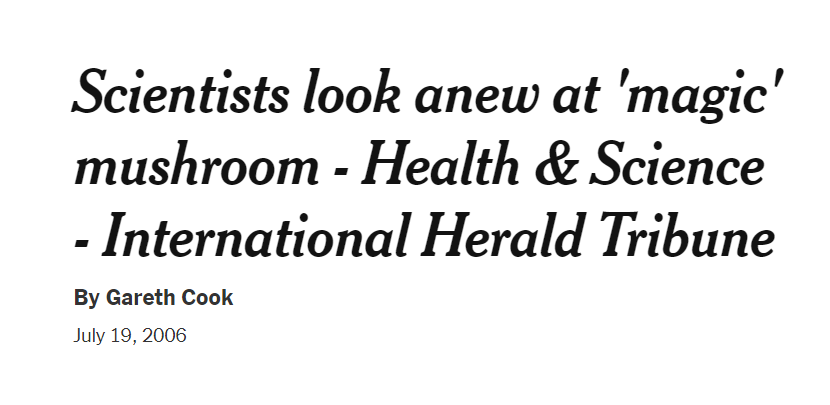 Scientists look anew at 'magic'
mushroom - Health & Science
- International Herald Tribune
By Gareth Cook
July 19, 2006